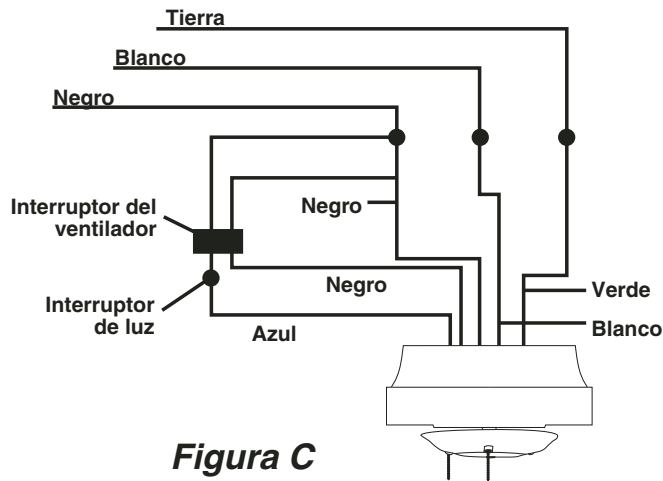 Tierra
Blanco
Negro
Interruptor del
ventilador
Negro
Interruptor
de luz
Negro
Azul
Verde
Blanco
Figura C